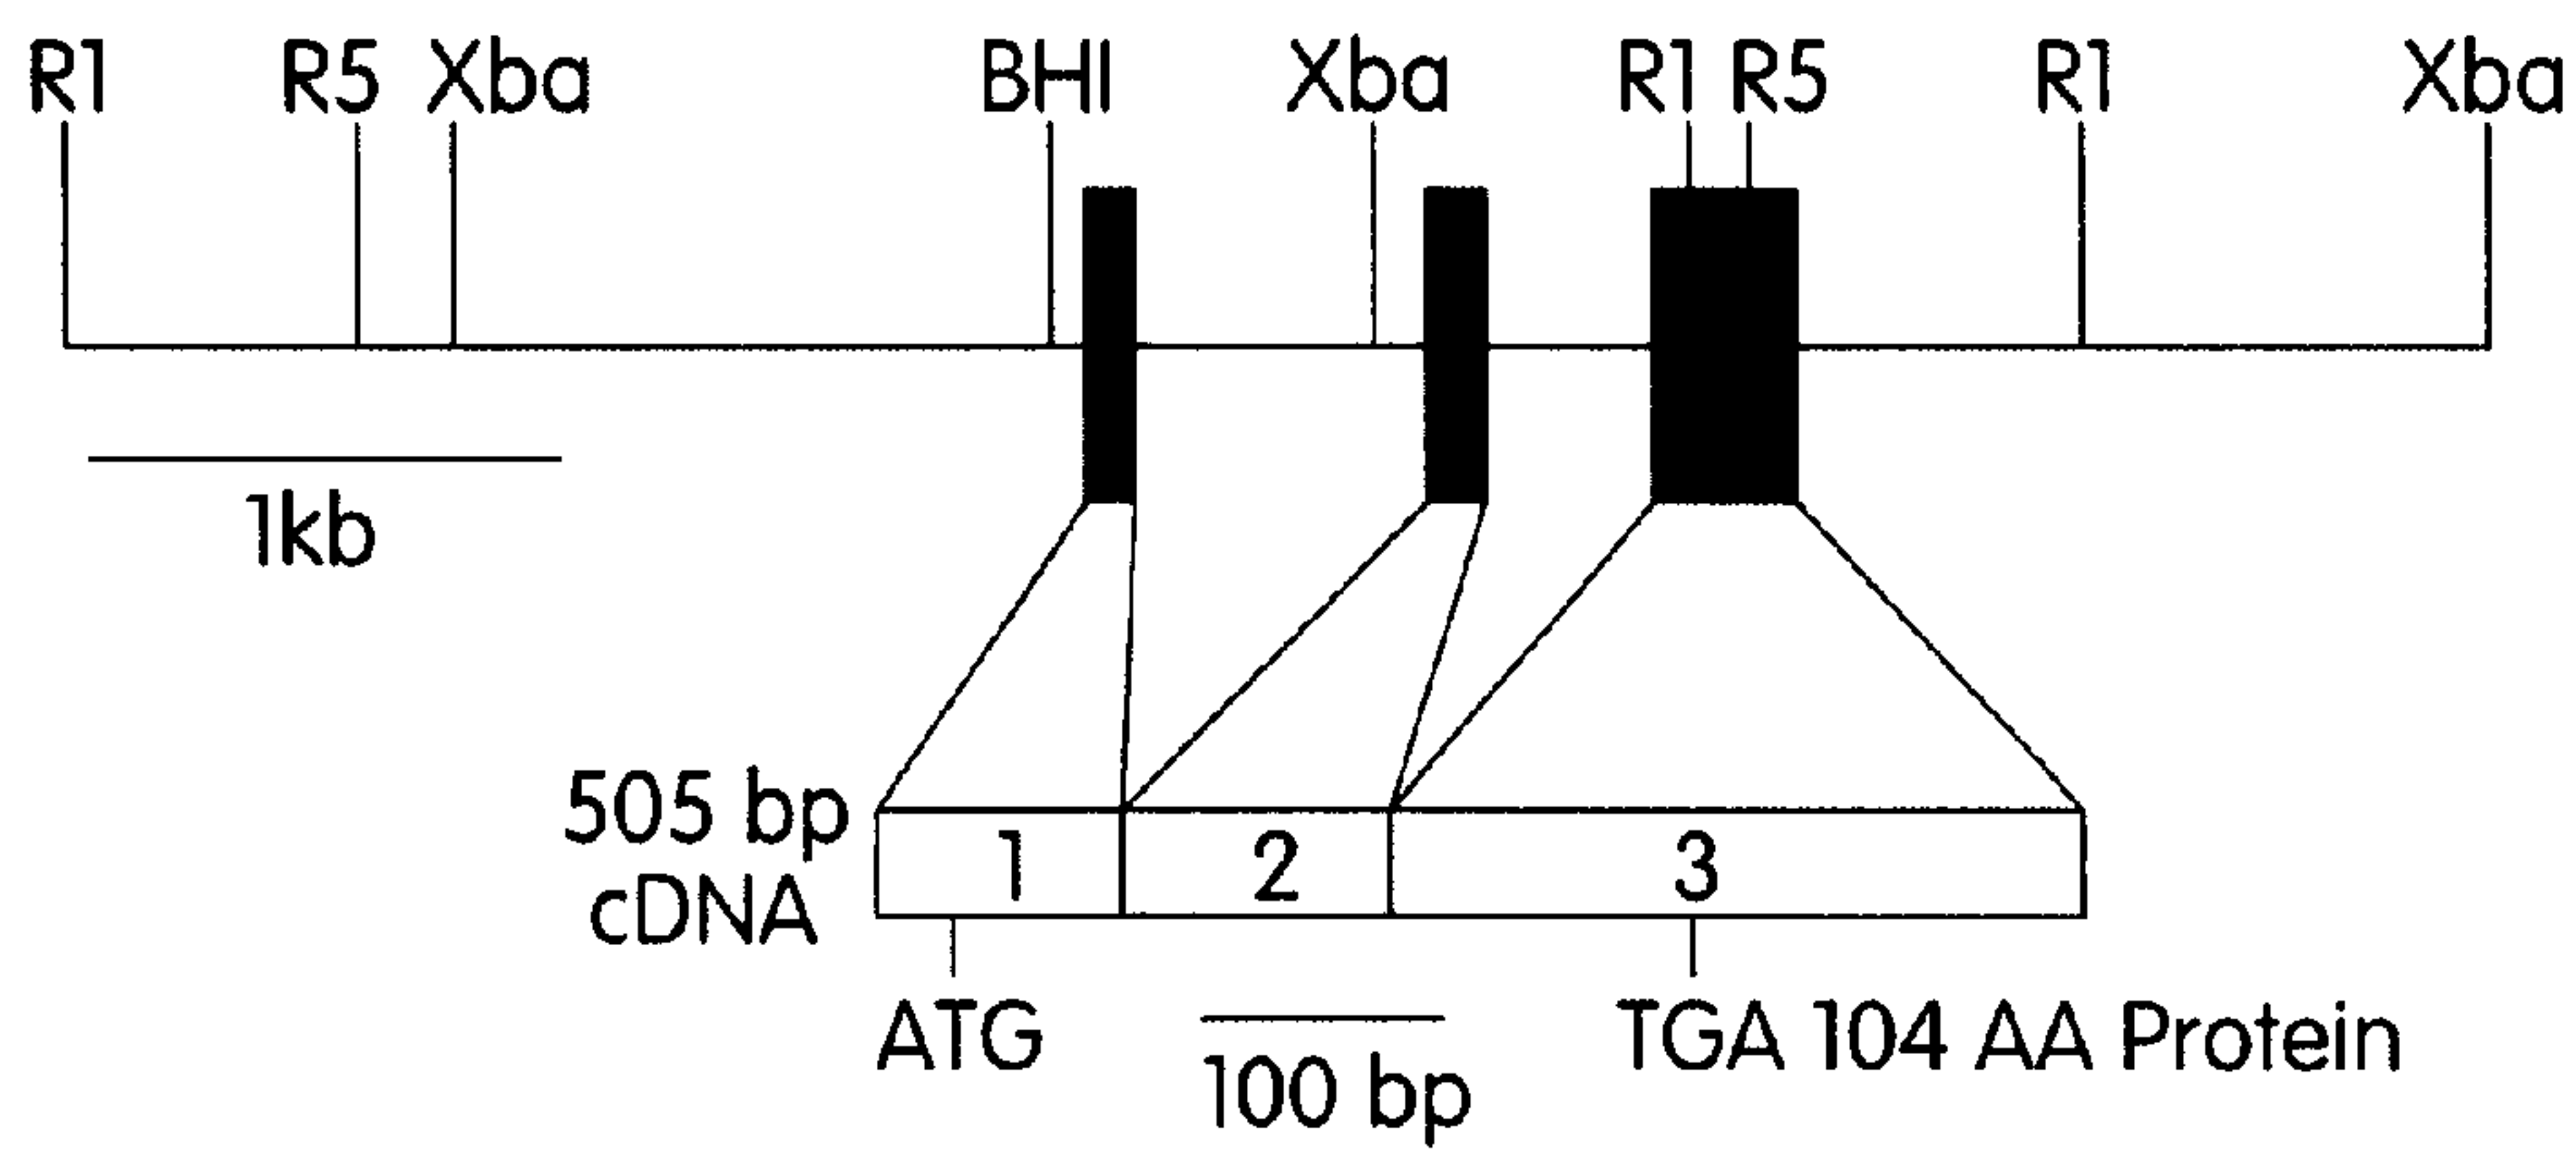 R1 R5 Xba BHI Xba R1 R5 R1 Xba
1kb
505 bp
cDNA
1 2 3
ATG
100 bp
TGA 104 AA Protein